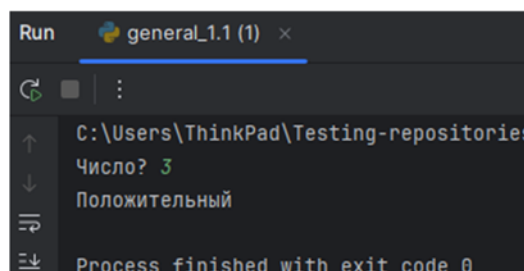 Run general_1.1 (1)
C:\Users\ThinkPad\Testing-repositories
Число? 3
Положительный
Process finished with exit code 0